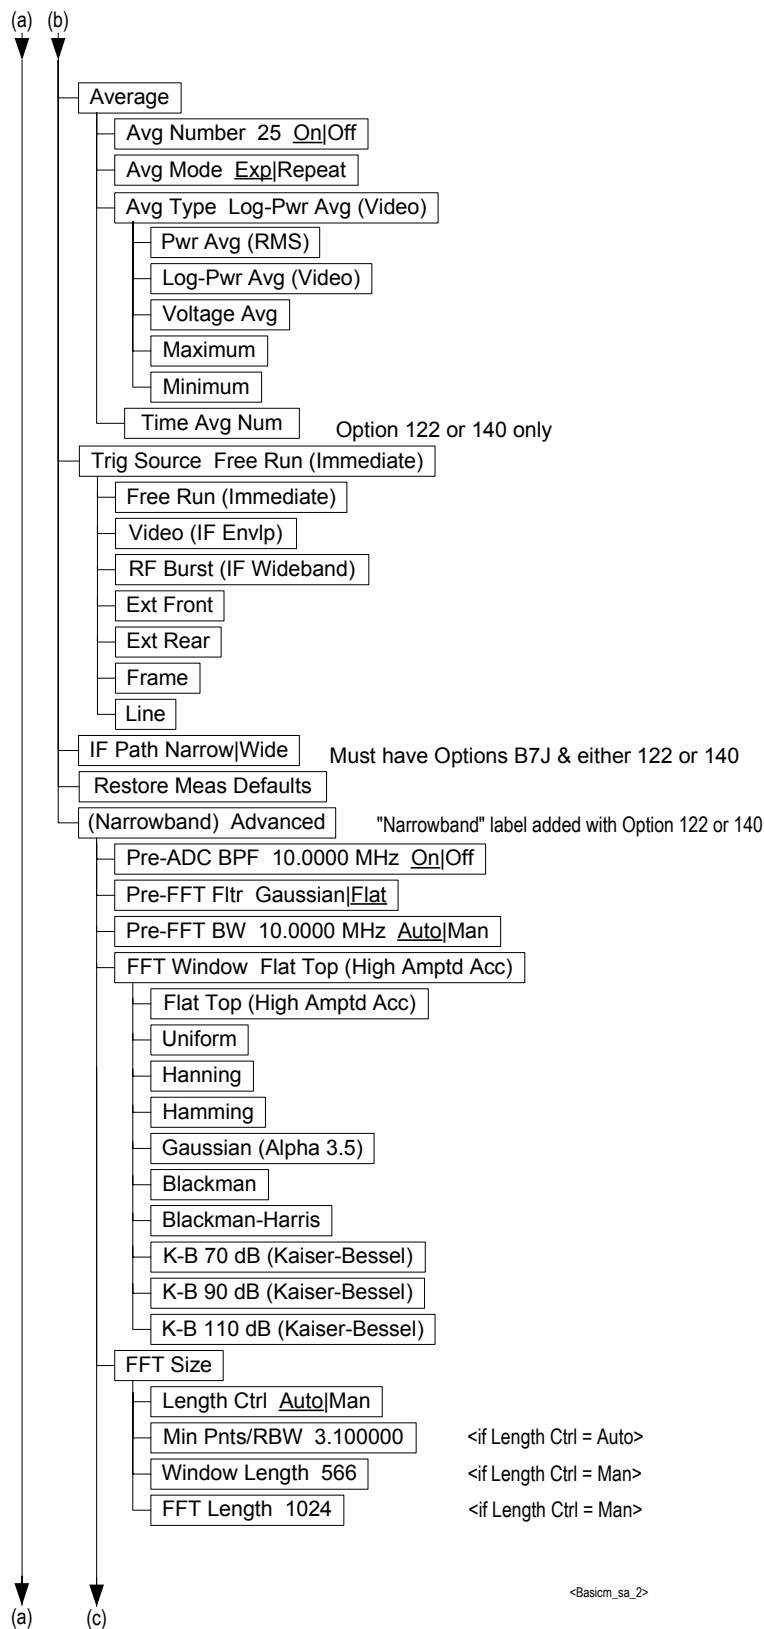 (a) (b)
Average
Avg Number 25 On|Off
Avg Mode Exp|Repeat
Avg Type Log-Pwr Avg (Video)
Pwr Avg (RMS)
Log-Pwr Avg (Video)
Voltage Avg
Maximum
Minimum
Time Avg Num Option 122 or 140 only
Trig Source Free Run (Immediate)
Free Run (Immediate)
Video (IF Envlp)
RF Burst (IF Wideband)
Ext Front
Ext Rear
Frame
Line
IF Path Narrow|Wide Must have Options B7J & either 122 or 140
Restore Meas Defaults
(Narrowband) Advanced "Narrowband" label added with Option 122 or 140
Pre-ADC BPF 10.0000 MHz On|Off
Pre-FFT Fltr Gaussian|Flat
Pre-FFT BW 10.0000 MHz Auto|Man
FFT Window Flat Top (High Amptd Acc)
Flat Top (High Amptd Acc)
Uniform
Hanning
Hamming
Gaussian (Alpha 3.5)
Blackman
Blackman-Harris
K-B 70 dB (Kaiser-Bessel)
K-B 90 dB (Kaiser-Bessel)
K-B 110 dB (Kaiser-Bessel)
FFT Size
Length Ctrl Auto|Man
Min Pnts/RBW 3.100000 <if Length Ctrl = Auto>
Window Length 566 <if Length Ctrl = Man>
FFT Length 1024 <if Length Ctrl = Man>
<Basicm_sa_2>
(a) (c)